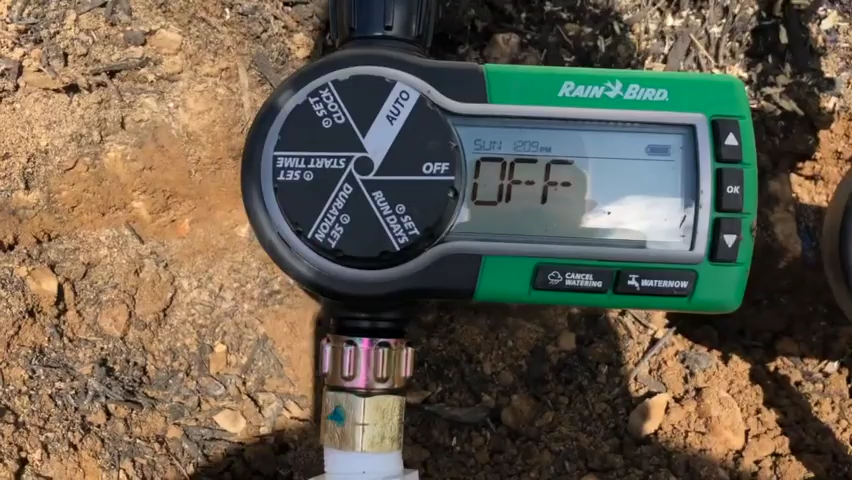 RAIN BIRD
AUTO
SET
CLOCK
SET
START TIME
SET
DURATION
SET
RUN DAYS
OFF
SUN 12:09 PM
OFF
OK
CANCEL
WATERING
WATERNOW